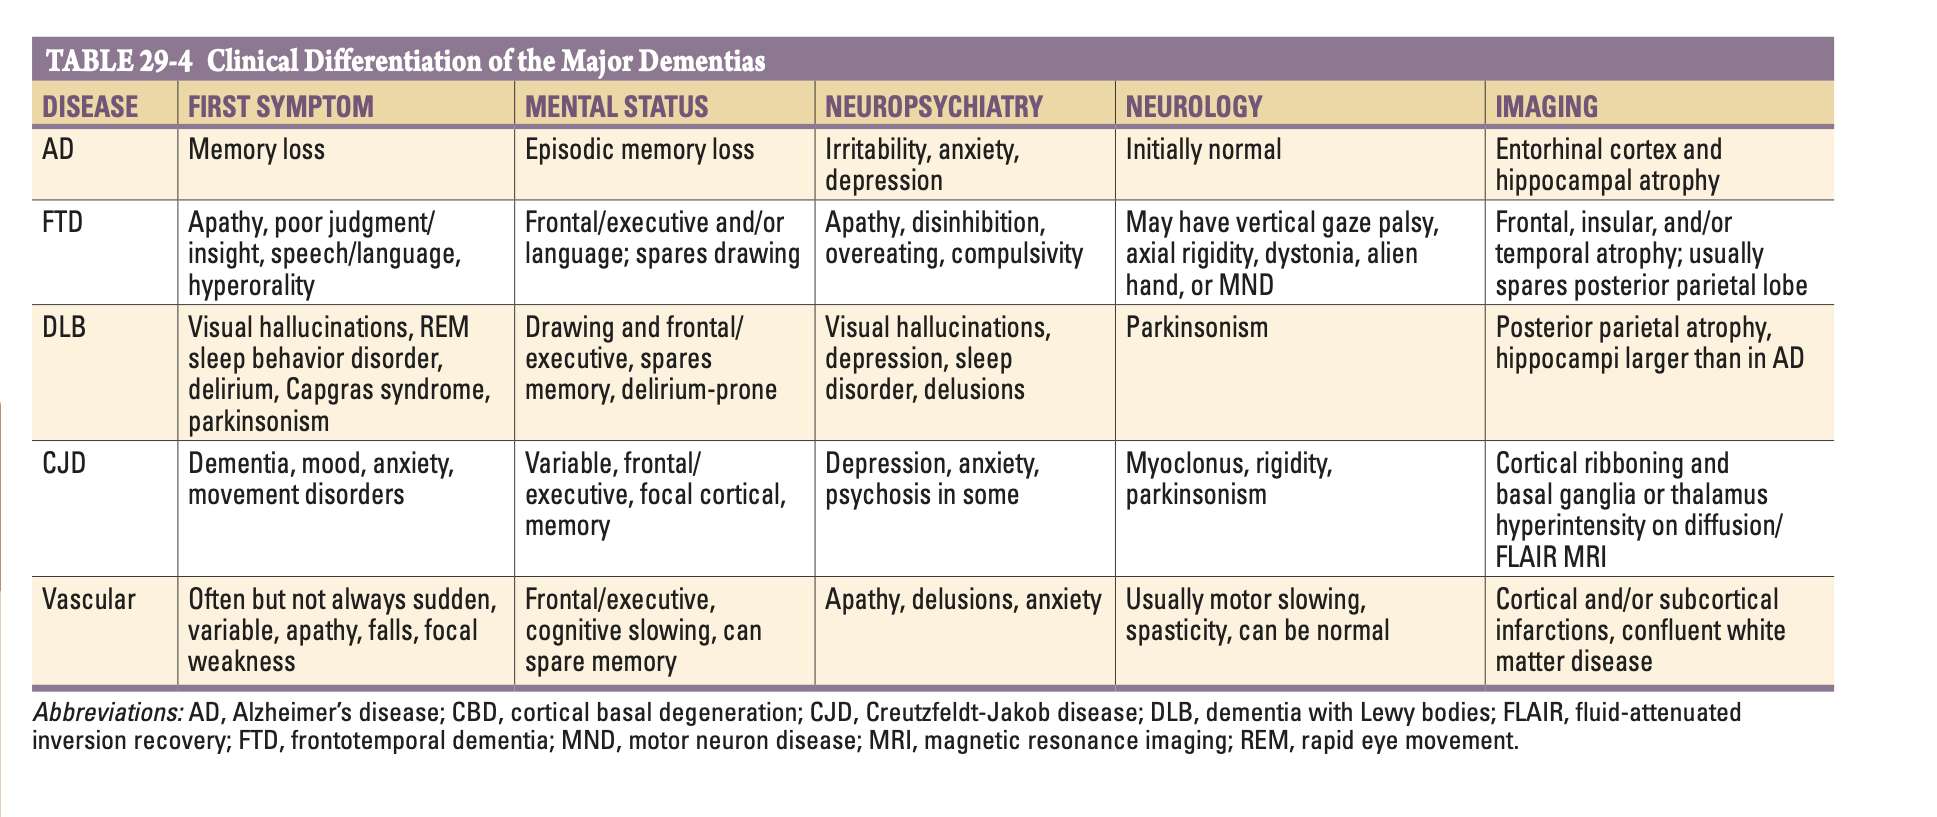 TABLE 29-4 Clinical Differentiation of the Major Dementias
DISEASE FIRST SYMPTOM MENTAL STATUS NEUROPSYCHIATRY NEUROLOGY IMAGING
AD Memory loss Episodic memory loss Irritability, anxiety, Initially normal Entorhinal cortex and
depression hippocampal atrophy
FTD Apathy, poor judgment/ Frontal/executive and/or Apathy, disinhibition, May have vertical gaze palsy, Frontal, insular, and/or
insight, speech/language, language; spares drawing overeating, compulsivity axial rigidity, dystonia, alien temporal atrophy; usually
hyperorality hand, or MND spares posterior parietal lobe
DLB Visual hallucinations, REM Drawing and frontal/ Visual hallucinations, Parkinsonism Posterior parietal atrophy,
sleep behavior disorder, executive, spares depression, sleep hippocampi larger than in AD
delirium, Capgras syndrome, memory, delirium-prone disorder, delusions
parkinsonism
CJD Dementia, mood, anxiety, Variable, frontal/ Depression, anxiety, Myoclonus, rigidity, Cortical ribboning and
movement disorders executive, focal cortical, psychosis in some parkinsonism basal ganglia or thalamus
memory hyperintensity on diffusion/
FLAIR MRI
Vascular Often but not always sudden, Frontal/executive, Apathy, delusions, anxiety Usually motor slowing, Cortical and/or subcortical
variable, apathy, falls, focal cognitive slowing, can spasticity, can be normal infarctions, confluent white
weakness spare memory matter disease
Abbreviations: AD, Alzheimer’s disease; CBD, cortical basal degeneration; CJD, Creutzfeldt-Jakob disease; DLB, dementia with Lewy bodies; FLAIR, fluid-attenuated
inversion recovery; FTD, frontotemporal dementia; MND, motor neuron disease; MRI, magnetic resonance imaging; REM, rapid eye movement.